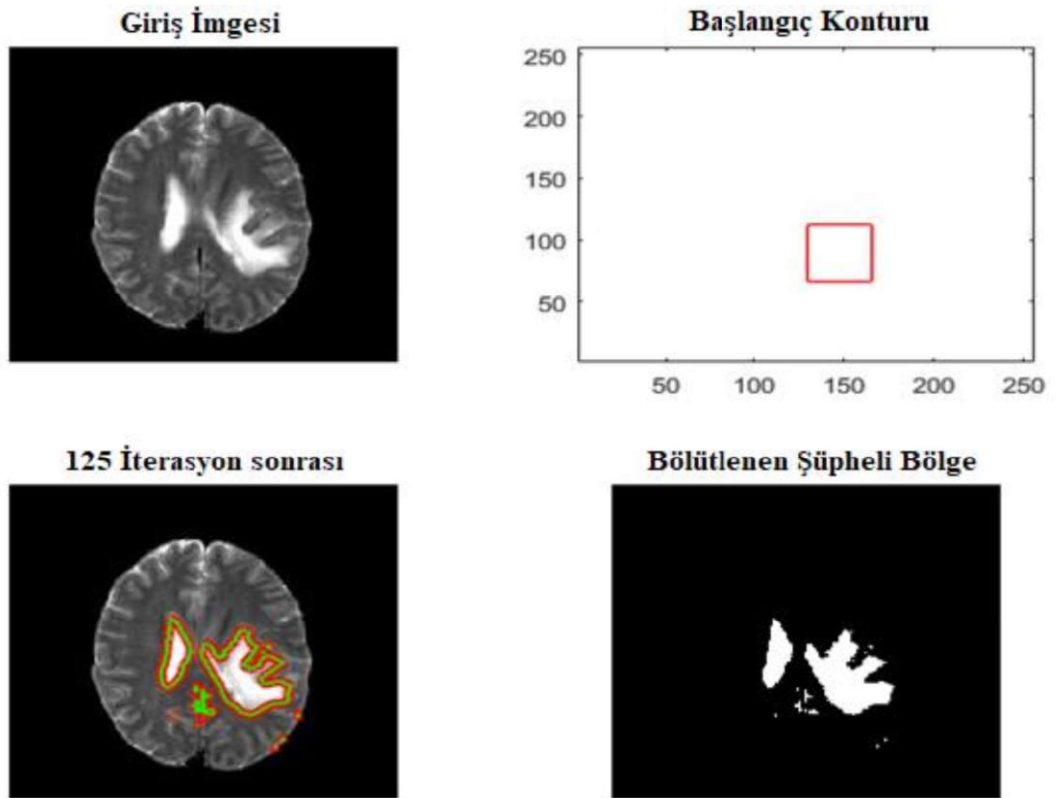 Giriş İmgesi
Başlangıç Konturu
250
200
150
100
50
50 100 150 200 250
125 İterasyon sonrası
Bölütlenen Şüpheli Bölge